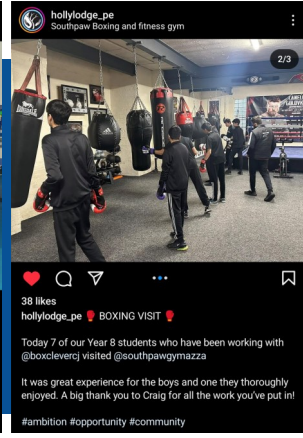 hollylodge_pe
Southpaw Boxing and fitness gym
2/3
LONSDALE
38 likes
hollylodge_pe 🥊 BOXING VISIT 🥊
Today 7 of our Year 8 students who have been working with
@boxclevercj visited @southpawgymazza
It was great experience for the boys and one they thoroughly
enjoyed. A big thank you to Craig for all the work you've put in!
#ambition #opportunity #community